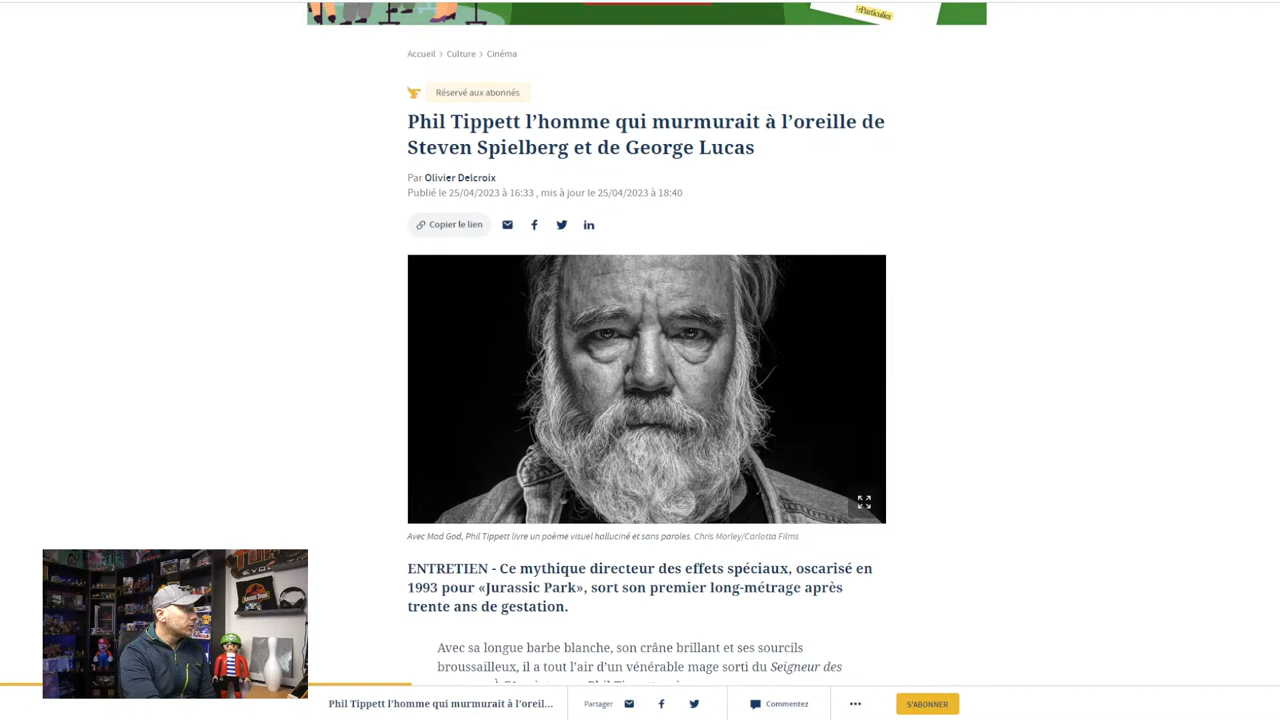 leParticulier
Accueil > Culture > Cinéma
Réservé aux abonnés
Phil Tippett l’homme qui murmurait à l’oreille de
Steven Spielberg et de George Lucas
Par Olivier Delcroix
Publié le 25/04/2023 à 16:33 , mis à jour le 25/04/2023 à 18:40
Copier le lien
Avec Mad God, Phil Tippett livre un poème visuel halluciné et sans paroles. Chris Morley/Carlotta Films
ENTRETIEN - Ce mythique directeur des effets spéciaux, oscarisé en
1993 pour «Jurassic Park», sort son premier long-métrage après
trente ans de gestation.
Avec sa longue barbe blanche, son crâne brillant et ses sourcils
broussailleux, il a tout l’air d’un vénérable mage sorti du Seigneur des
JURASSIC PARK
Phil Tippett l’homme qui murmurait à l’oreil...
Partager
Commentez
S'ABONNER